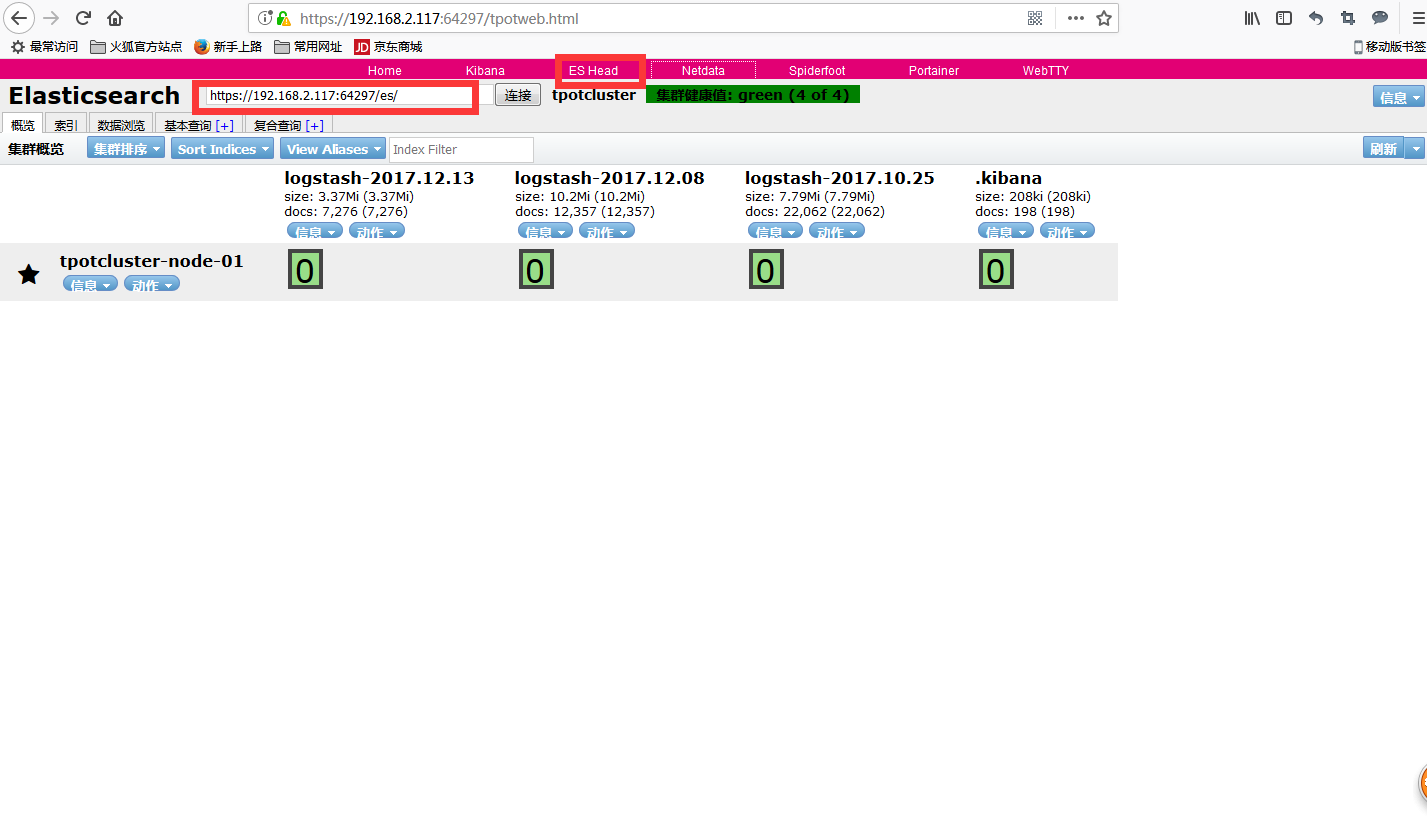 https://192.168.2.117:64297/tpotweb.html
最常访问 火狐官方站点 新手上路 常用网址 JD 京东商城 移动版书签
Home Kibana ES Head Netdata Spiderfoot Portainer WebTTY
Elasticsearch https://192.168.2.117:64297/es/ 连接 tpotcluster 集群健康值: green (4 of 4) 信息
概览 索引 数据浏览 基本查询 [+] 复合查询 [+]
集群概览 集群排序 Sort Indices View Aliases Index Filter 刷新
logstash-2017.12.13 logstash-2017.12.08 logstash-2017.10.25 .kibana
size: 3.37Mi (3.37Mi) size: 10.2Mi (10.2Mi) size: 7.79Mi (7.79Mi) size: 208ki (208ki)
docs: 7,276 (7,276) docs: 12,357 (12,357) docs: 22,062 (22,062) docs: 198 (198)
信息 动作 信息 动作 信息 动作 信息 动作
tpotcluster-node-01 0 0 0 0
信息 动作